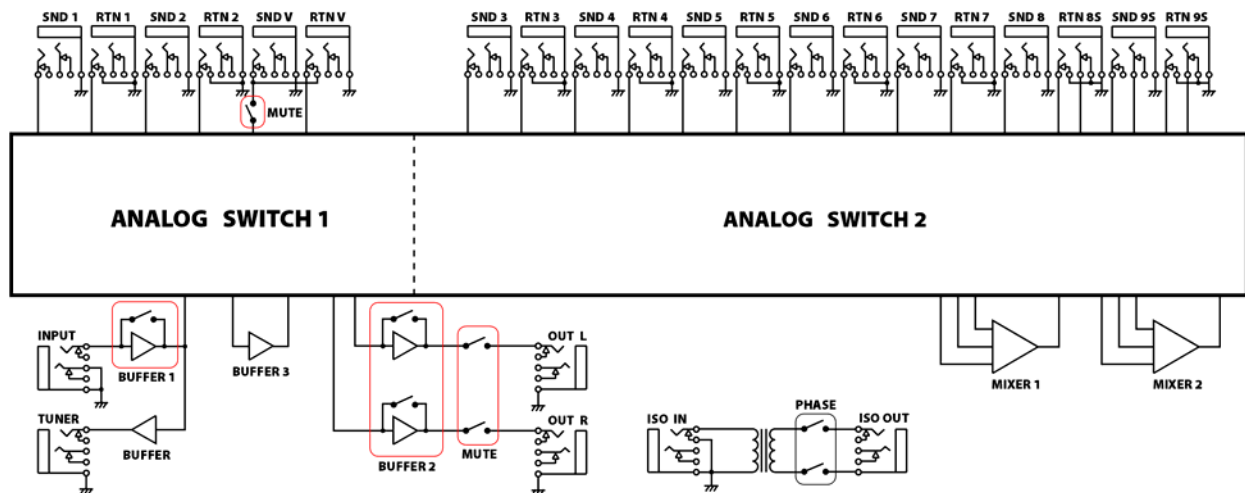 SND 1 RTN 1 SND 2 RTN 2 SND V RTN V SND 3 RTN 3 SND 4 RTN 4 SND 5 RTN 5 SND 6 RTN 6 SND 7 RTN 7 SND 8 RTN 8S SND 9S RTN 9S
MUTE
ANALOG SWITCH 1 ANALOG SWITCH 2
INPUT
BUFFER 1
BUFFER 3
OUT L
MIXER 1
MIXER 2
TUNER
BUFFER
BUFFER 2
MUTE
OUT R
ISO IN
PHASE
ISO OUT